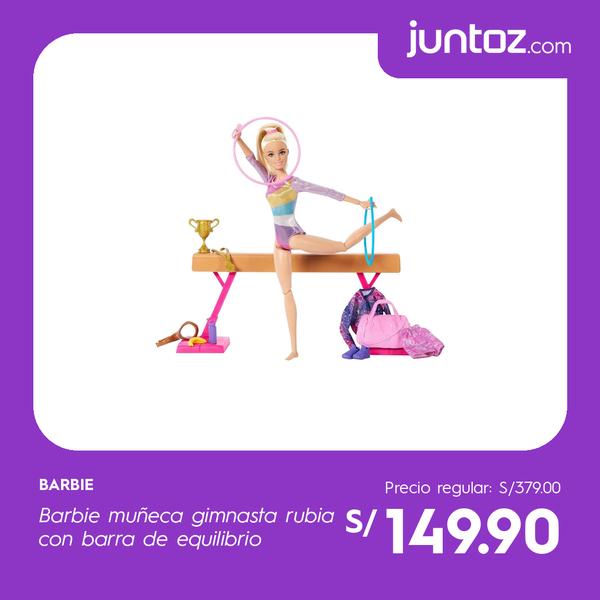 juntoz.com
BARBIE
Barbie muñeca gimnasta rubia
con barra de equilibrio
Precio regular: S/379.00
S/149.90